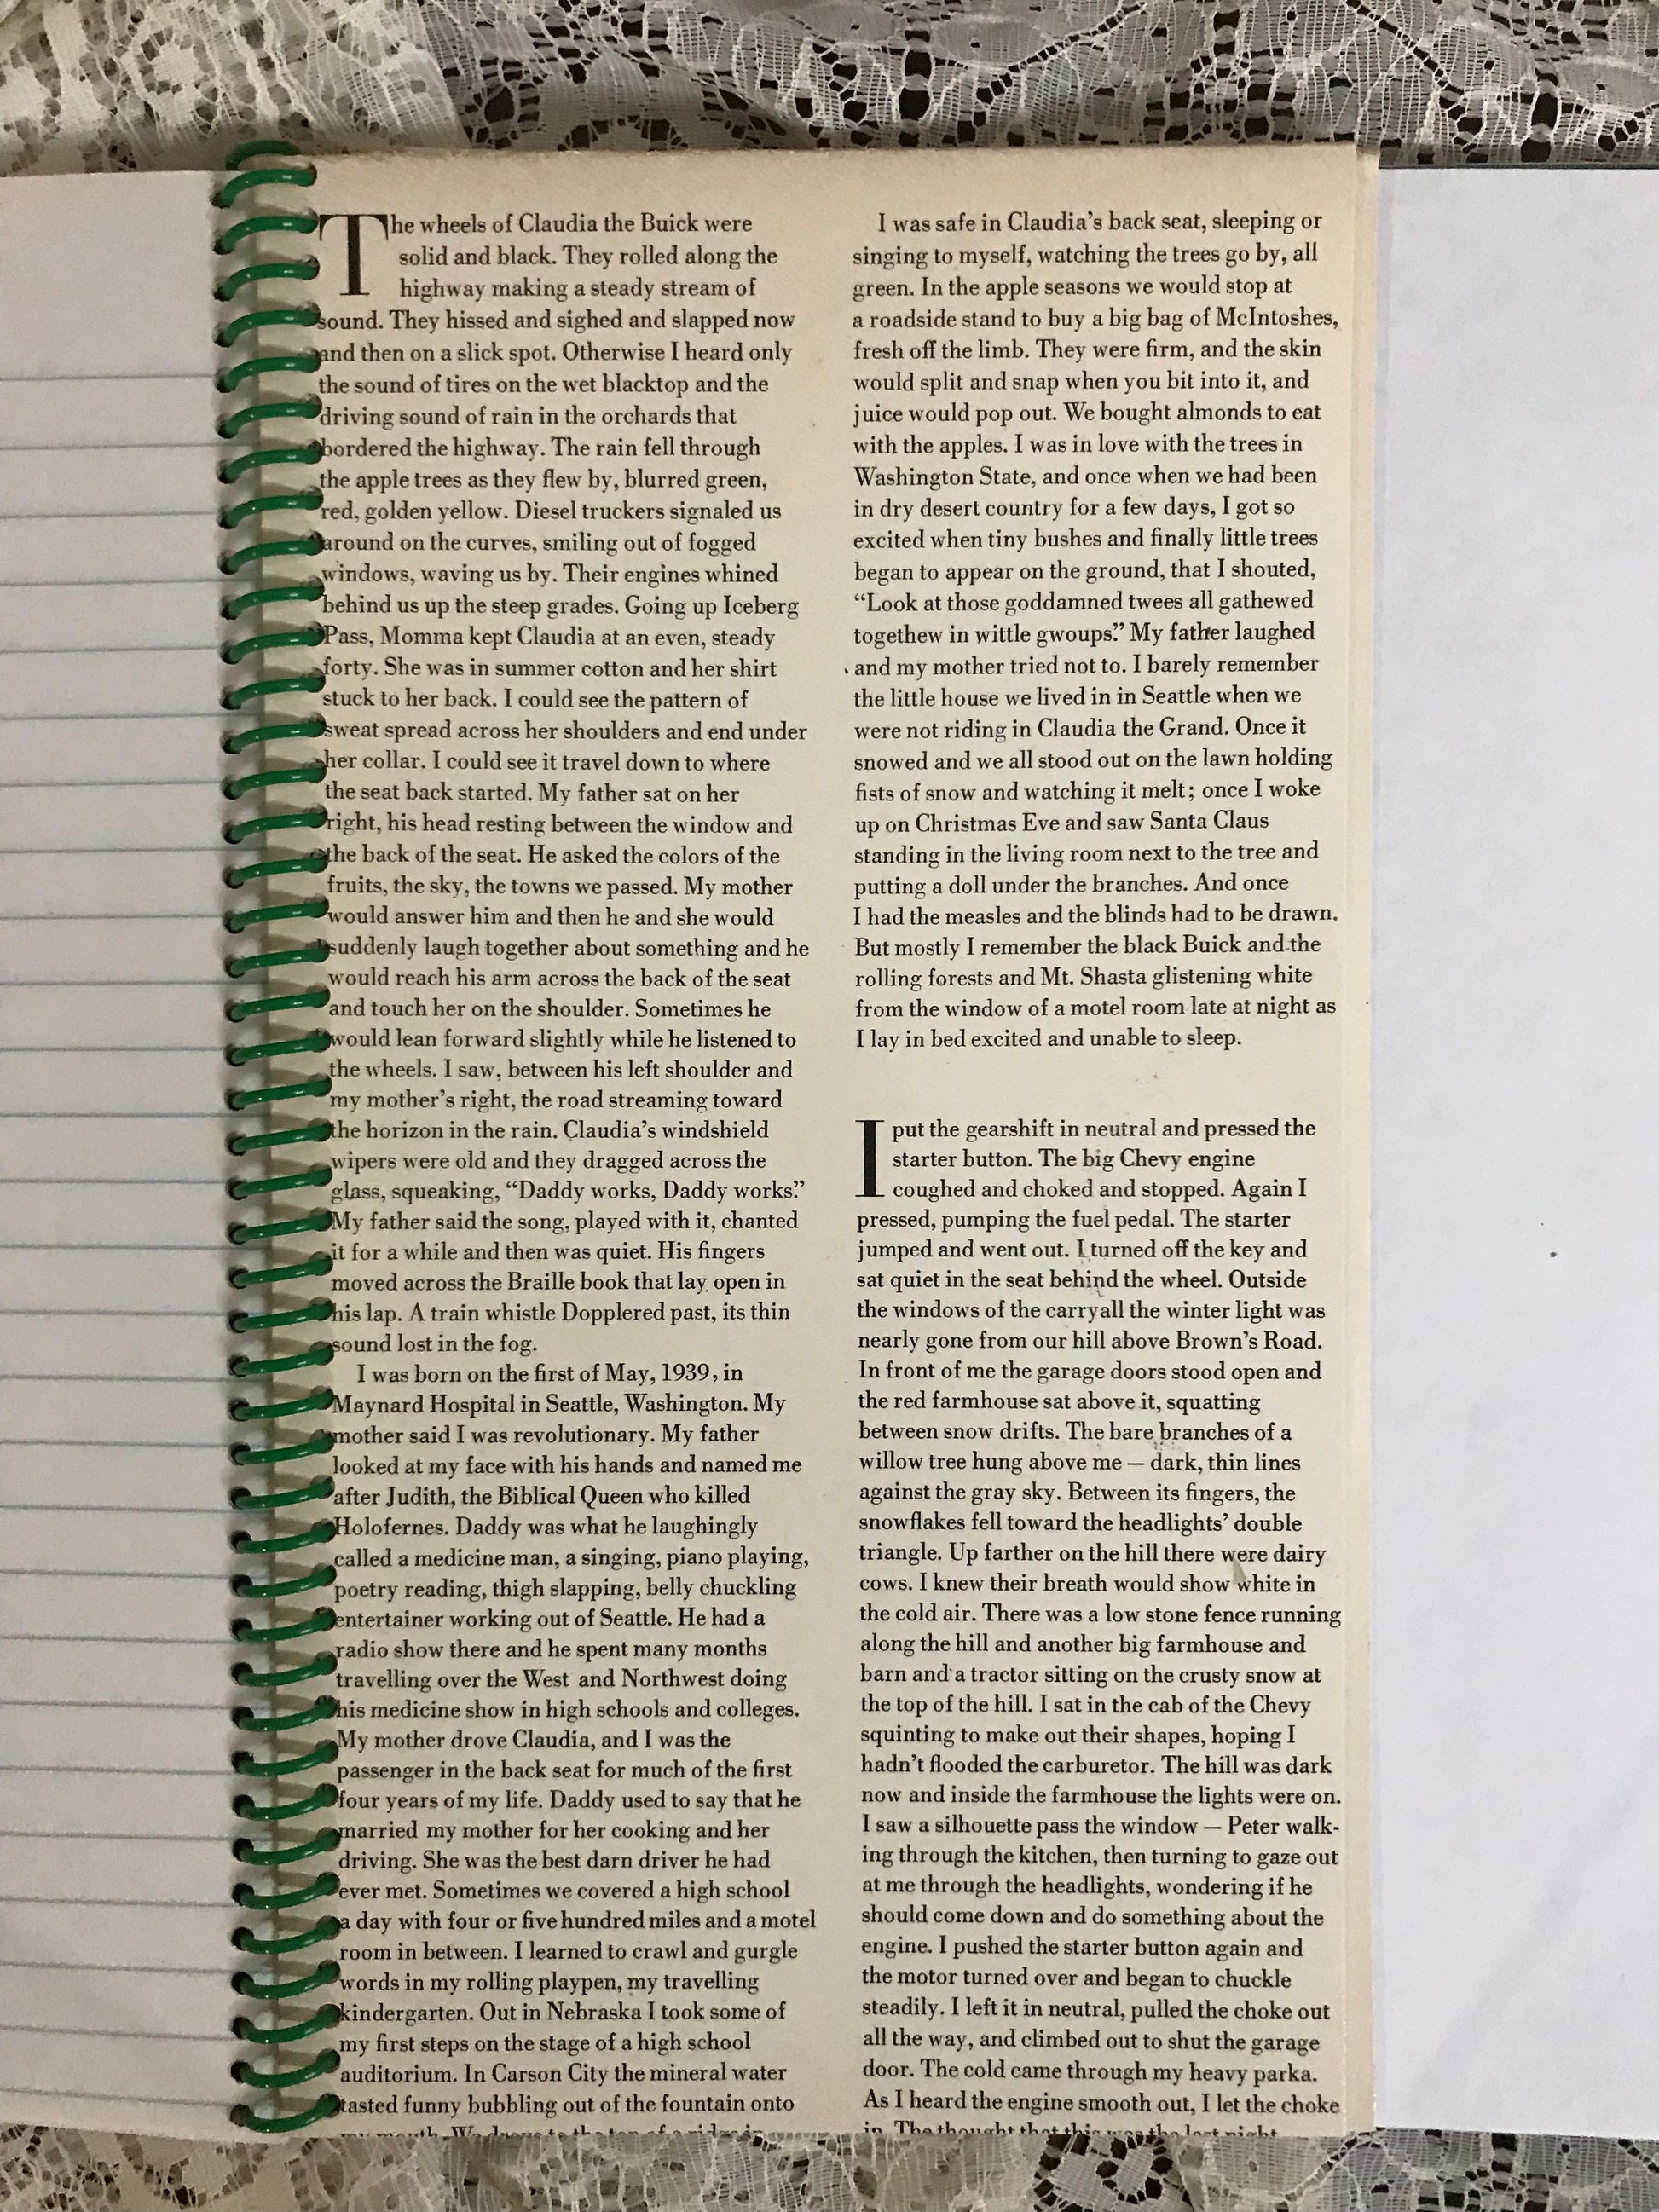 The wheels of Claudia the Buick were
solid and black. They rolled along the
highway making a steady stream of
sound. They hissed and sighed and slapped now
and then on a slick spot. Otherwise I heard only
the sound of tires on the wet blacktop and the
driving sound of rain in the orchards that
bordered the highway. The rain fell through
the apple trees as they flew by, blurred green,
red, golden yellow. Diesel truckers signaled us
around on the curves, smiling out of fogged
windows, waving us by. Their engines whined
behind us up the steep grades. Going up Iceberg
Pass, Momma kept Claudia at an even, steady
forty. She was in summer cotton and her shirt
stuck to her back. I could see the pattern of
sweat spread across her shoulders and end under
her collar. I could see it travel down to where
the seat back started. My father sat on her
right, his head resting between the window and
the back of the seat. He asked the colors of the
fruits, the sky, the towns we passed. My mother
would answer him and then he and she would
suddenly laugh together about something and he
would reach his arm across the back of the seat
and touch her on the shoulder. Sometimes he
would lean forward slightly while he listened to
the wheels. I saw, between his left shoulder and
my mother's right, the road streaming toward
the horizon in the rain. Claudia's windshield
wipers were old and they dragged across the
glass, squeaking, “Daddy works, Daddy works.”
My father said the song, played with it, chanted
it for a while and then was quiet. His fingers
moved across the Braille book that lay open in
his lap. A train whistle Dopplered past, its thin
sound lost in the fog.
I was born on the first of May, 1939, in
Maynard Hospital in Seattle, Washington. My
mother said I was revolutionary. My father
looked at my face with his hands and named me
after Judith, the Biblical Queen who killed
Holofernes. Daddy was what he laughingly
called a medicine man, a singing, piano playing,
poetry reading, thigh slapping, belly chuckling
entertainer working out of Seattle. He had a
radio show there and he spent many months
travelling over the West and Northwest doing
his medicine show in high schools and colleges.
My mother drove Claudia, and I was the
passenger in the back seat for much of the first
four years of my life. Daddy used to say that he
married my mother for her cooking and her
driving. She was the best darn driver he had
ever met. Sometimes we covered a high school
a day with four or five hundred miles and a motel
room in between. I learned to crawl and gurgle
words in my rolling playpen, my travelling
kindergarten. Out in Nebraska I took some of
my first steps on the stage of a high school
auditorium. In Carson City the mineral water
tasted funny bubbling out of the fountain onto
I was safe in Claudia's back seat, sleeping or
singing to myself, watching the trees go by, all
green. In the apple seasons we would stop at
a roadside stand to buy a big bag of McIntoshes,
fresh off the limb. They were firm, and the skin
would split and snap when you bit into it, and
juice would pop out. We bought almonds to eat
with the apples. I was in love with the trees in
Washington State, and once when we had been
in dry desert country for a few days, I got so
excited when tiny bushes and finally little trees
began to appear on the ground, that I shouted,
“Look at those goddamned twees all gathewed
togethew in wittle gwoups.” My father laughed
and my mother tried not to. I barely remember
the little house we lived in in Seattle when we
were not riding in Claudia the Grand. Once it
snowed and we all stood out on the lawn holding
fists of snow and watching it melt; once I woke
up on Christmas Eve and saw Santa Claus
standing in the living room next to the tree and
putting a doll under the branches. And once
I had the measles and the blinds had to be drawn.
But mostly I remember the black Buick and the
rolling forests and Mt. Shasta glistening white
from the window of a motel room late at night as
I lay in bed excited and unable to sleep.
I put the gearshift in neutral and pressed the
starter button. The big Chevy engine
coughed and choked and stopped. Again I
pressed, pumping the fuel pedal. The starter
jumped and went out. I turned off the key and
sat quiet in the seat behind the wheel. Outside
the windows of the carryall the winter light was
nearly gone from our hill above Brown's Road.
In front of me the garage doors stood open and
the red farmhouse sat above it, squatting
between snow drifts. The bare branches of a
willow tree hung above me — dark, thin lines
against the gray sky. Between its fingers, the
snowflakes fell toward the headlights' double
triangle. Up farther on the hill there were dairy
cows. I knew their breath would show white in
the cold air. There was a low stone fence running
along the hill and another big farmhouse and
barn and a tractor sitting on the crusty snow at
the top of the hill. I sat in the cab of the Chevy
squinting to make out their shapes, hoping I
hadn't flooded the carburetor. The hill was dark
now and inside the farmhouse the lights were on.
I saw a silhouette pass the window — Peter walk-
ing through the kitchen, then turning to gaze out
at me through the headlights, wondering if he
should come down and do something about the
engine. I pushed the starter button again and
the motor turned over and began to chuckle
steadily. I left it in neutral, pulled the choke out
all the way, and climbed out to shut the garage
door. The cold came through my heavy parka.
As I heard the engine smooth out, I let the choke
in. The thought that this was the last night